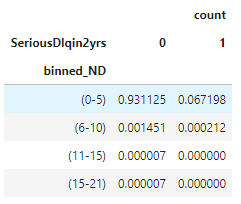 count
SeriousDlqin2yrs 0 1
binned_ND
(0-5) 0.931125 0.067198
(6-10) 0.001451 0.000212
(11-15) 0.000007 0.000000
(15-21) 0.000007 0.000000